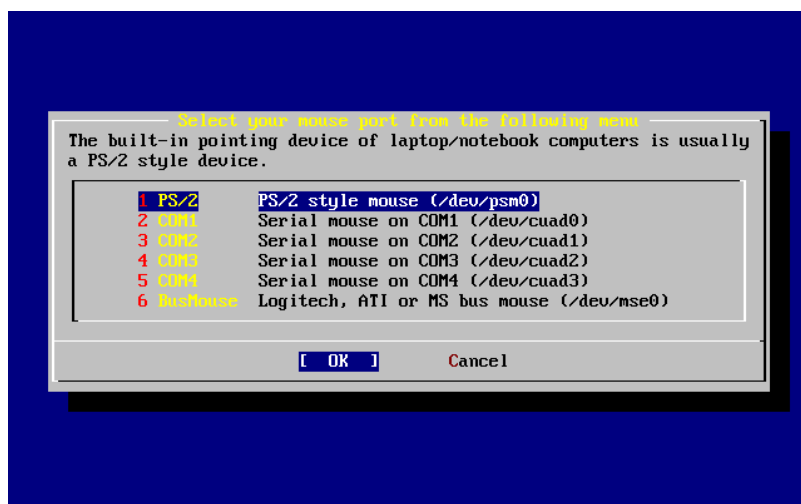 Select your mouse port from the following menu
The built-in pointing device of laptop/notebook computers is usually
a PS/2 style device.
1 PS/2 PS/2 style mouse (/dev/psm0)
2 COM1 Serial mouse on COM1 (/dev/cuad0)
3 COM2 Serial mouse on COM2 (/dev/cuad1)
4 COM3 Serial mouse on COM3 (/dev/cuad2)
5 COM4 Serial mouse on COM4 (/dev/cuad3)
6 BusMouse Logitech, ATI or MS bus mouse (/dev/mse0)
[ OK ] Cancel